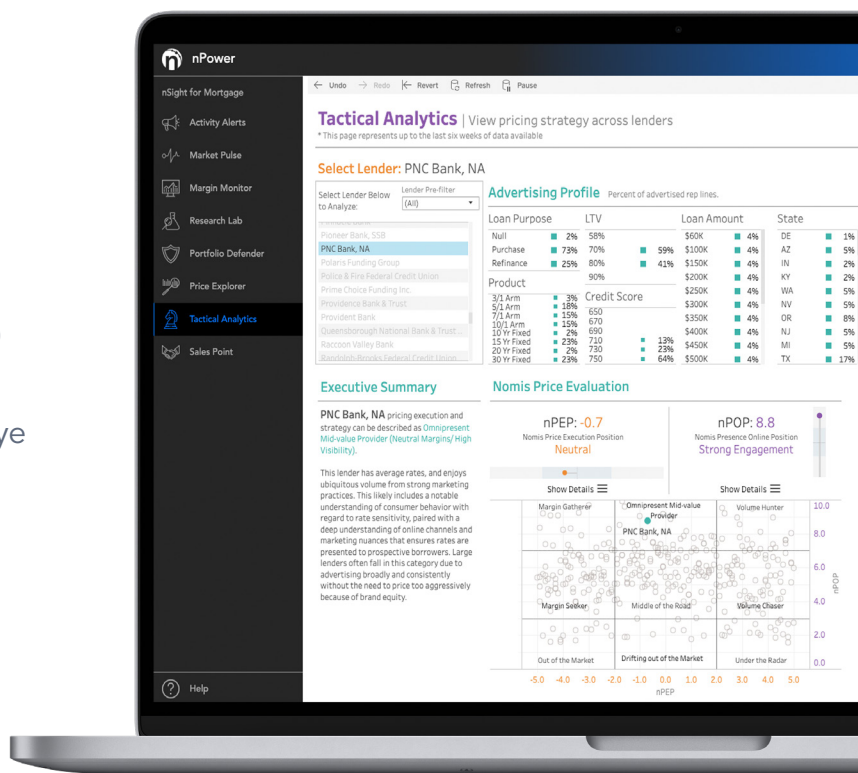 ye
nPower
nSight for Mortgage
Activity Alerts
Market Pulse
Margin Monitor
Research Lab
Portfolio Defender
Price Explorer
Tactical Analytics
Sales Point
Help
Undo Redo Revert Refresh Pause
Tactical Analytics | View pricing strategy across lenders
* This page represents up to the last six weeks of data available
Select Lender: PNC Bank, NA
Select Lender Below
to Analyze:
Lender Pre-filter
(All)
Pioneer Bank, SSB
PNC Bank, NA
Polaris Funding Group
Police & Fire Federal Credit Union
Prime Choice Funding Inc.
Providence Bank & Trust
Provident Bank
Queensborough National Bank & Trust ..
Raccoon Valley Bank
Randolph-Brooks Federal Credit Union
Advertising Profile Percent of advertised rep lines.
Loan Purpose
Null 2%
Purchase 73%
Refinance 25%
Product
3/1 Arm 3%
5/1 Arm 18%
7/1 Arm 15%
10/1 Arm 15%
10 Yr Fixed 2%
15 Yr Fixed 23%
20 Yr Fixed 2%
30 Yr Fixed 23%
LTV
58%
70% 59%
80% 41%
90%
Credit Score
650
670
690
710 13%
730 23%
750 64%
Loan Amount
$60K 4%
$100K 4%
$150K 4%
$200K 4%
$250K 4%
$300K 4%
$350K 4%
$400K 4%
$450K 4%
$500K 4%
State
DE 1%
AZ 5%
IN 2%
KY 2%
WA 5%
NV 5%
OR 8%
NJ 5%
MI 5%
TX 17%
Executive Summary
PNC Bank, NA pricing execution and
strategy can be described as Omnipresent
Mid-value Provider (Neutral Margins/ High
Visibility).
This lender has average rates, and enjoys
ubiquitous volume from strong marketing
practices. This likely includes a notable
understanding of consumer behavior with
regard to rate sensitivity, paired with a
deep understanding of online channels and
marketing nuances that ensures rates are
presented to prospective borrowers. Large
lenders often fall in this category due to
advertising broadly and consistently
without the need to price too aggressively
because of brand equity.
Nomis Price Evaluation
nPEP: -0.7
Nomis Price Execution Position
Neutral
Show Details
nPOP: 8.8
Nomis Presence Online Position
Strong Engagement
Show Details
Margin Gatherer
Omnipresent Mid-value
Provider
Volume Hunter
PNC Bank, NA
Margin Seeker
Middle of the Road
Volume Chaser
Out of the Market
Drifting out of the Market
Under the Radar
10.0
8.0
6.0
4.0
2.0
0.0
nPOP
-5.0 -4.0 -3.0 -2.0 -1.0 0.0 1.0 2.0 3.0 4.0 5.0
nPEP